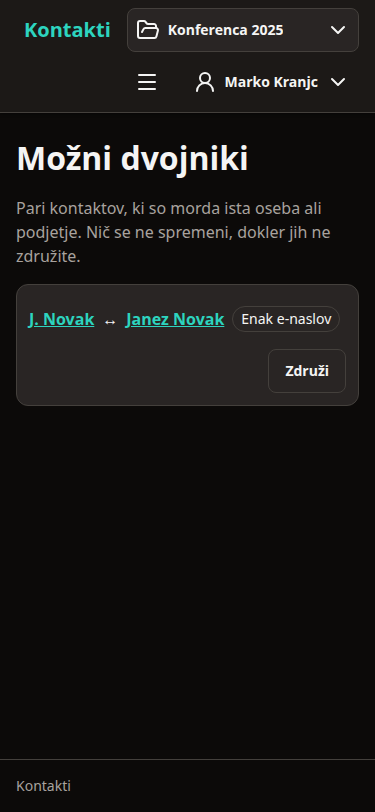 Kontakti
Konferenca 2025
Marko Kranjc
Možni dvojniki
Pari kontaktov, ki so morda ista oseba ali
podjetje. Nič se ne spremeni, dokler jih ne
združite.
J. Novak ↔ Janez Novak Enak e-naslov
Združi
Kontakti